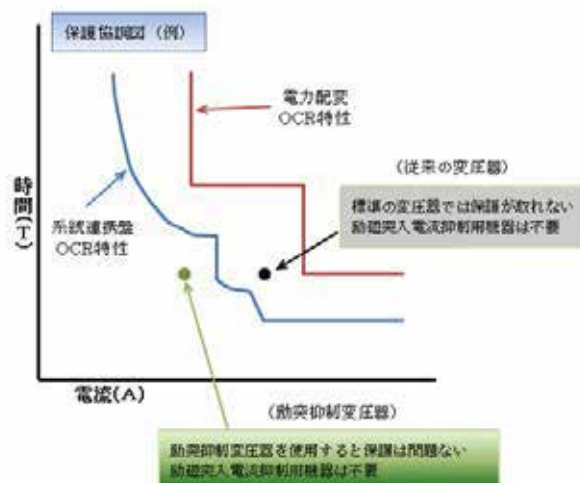 保護協調図（例）
電力配変
OCR特性
（従来の変圧器）
標準の変圧器では保護が取れない
励磁突入電流抑制用機器は不要
系統連携盤
OCR特性
時間(T)
電流(A)
（励突抑制変圧器）
励突抑制変圧器を使用すると保護は問題ない
励磁突入電流抑制用機器は不要